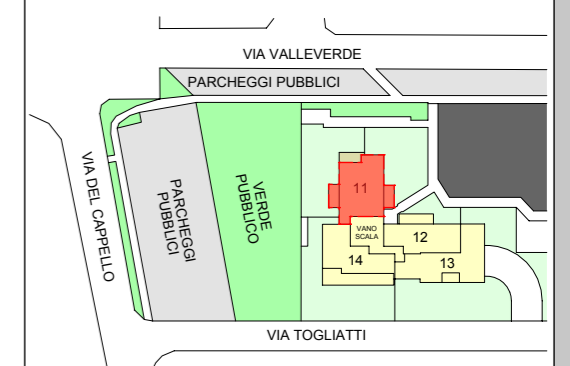 VIA VALLEVERDE
PARCHEGGI PUBBLICI
VIA DEL CAPPELLO
PARCHEGGI
PUBBLICI
VERDE
PUBBLICO
11
VANO
SCALA
12
14
13
VIA TOGLIATTI